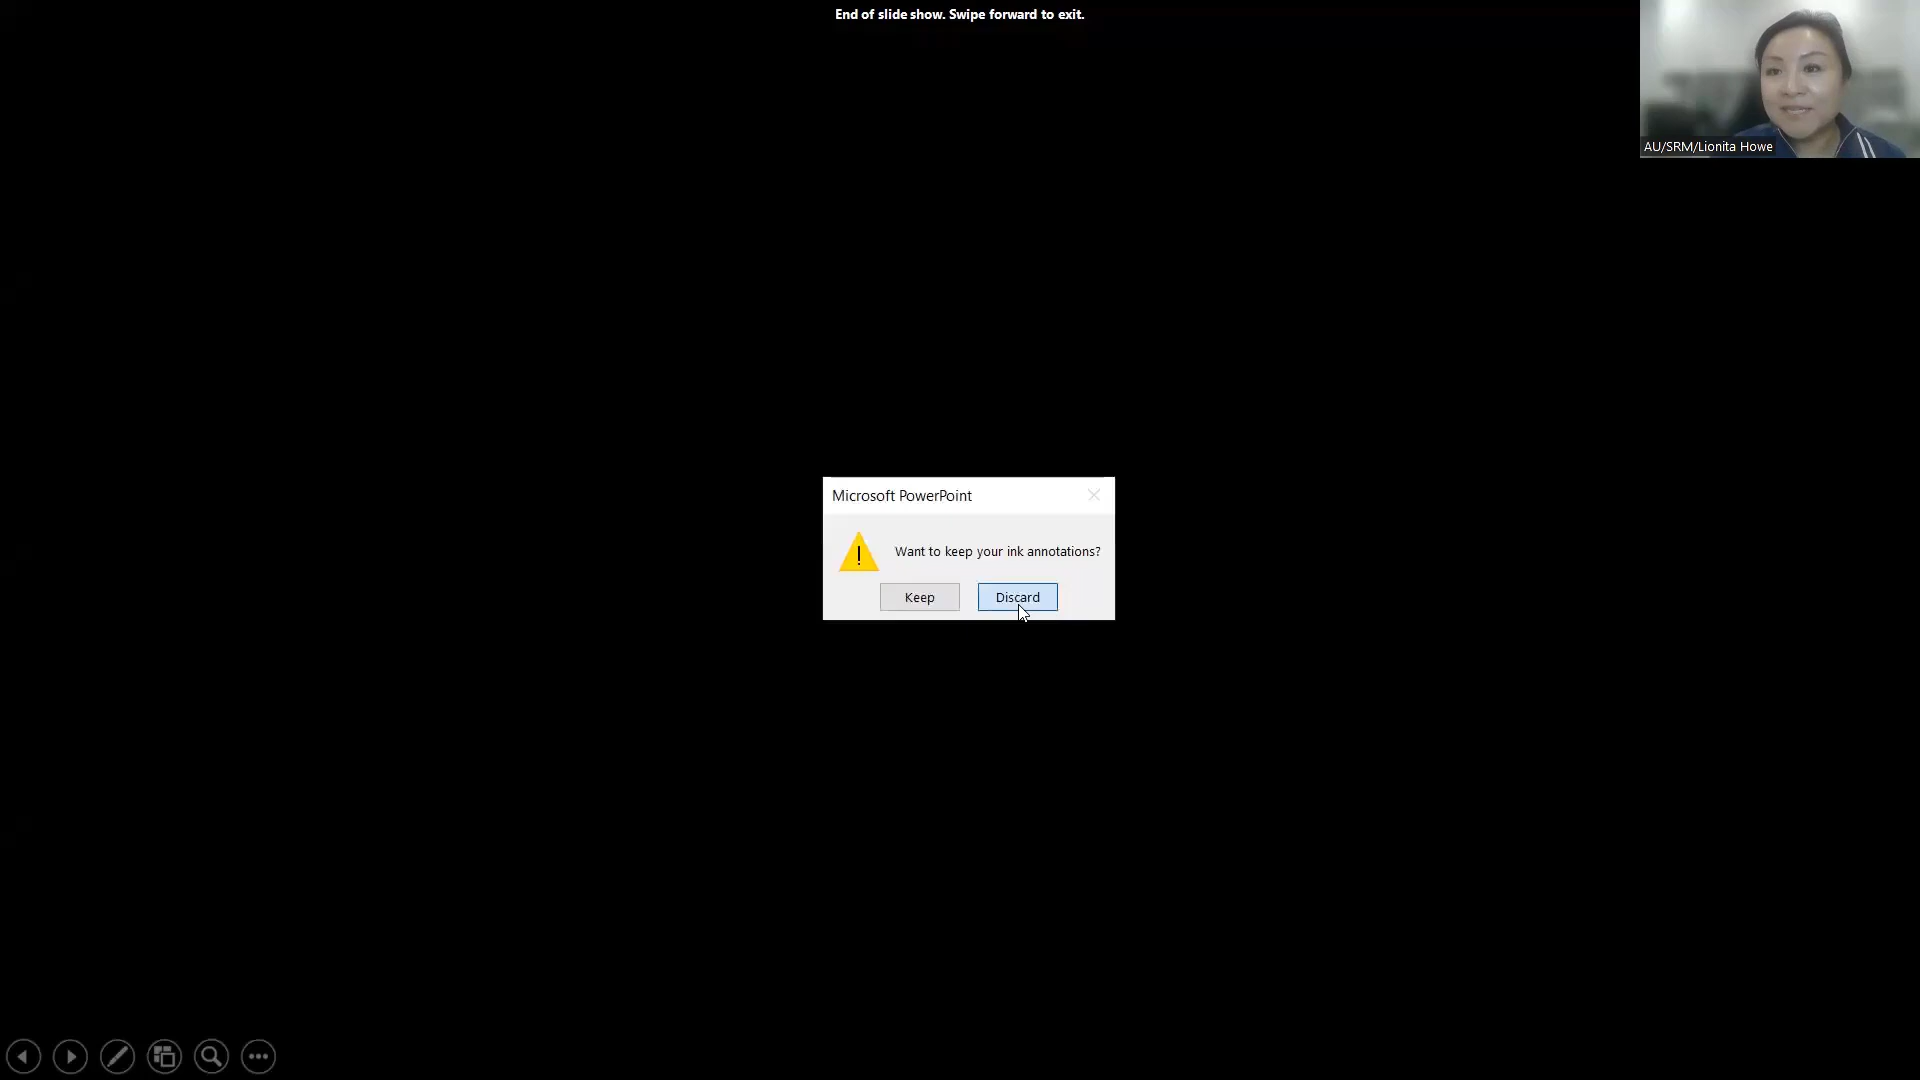 End of slide show. Swipe forward to exit.
AU/SRM/Lionita Howe
Microsoft PowerPoint
Want to keep your ink annotations?
Keep
Discard